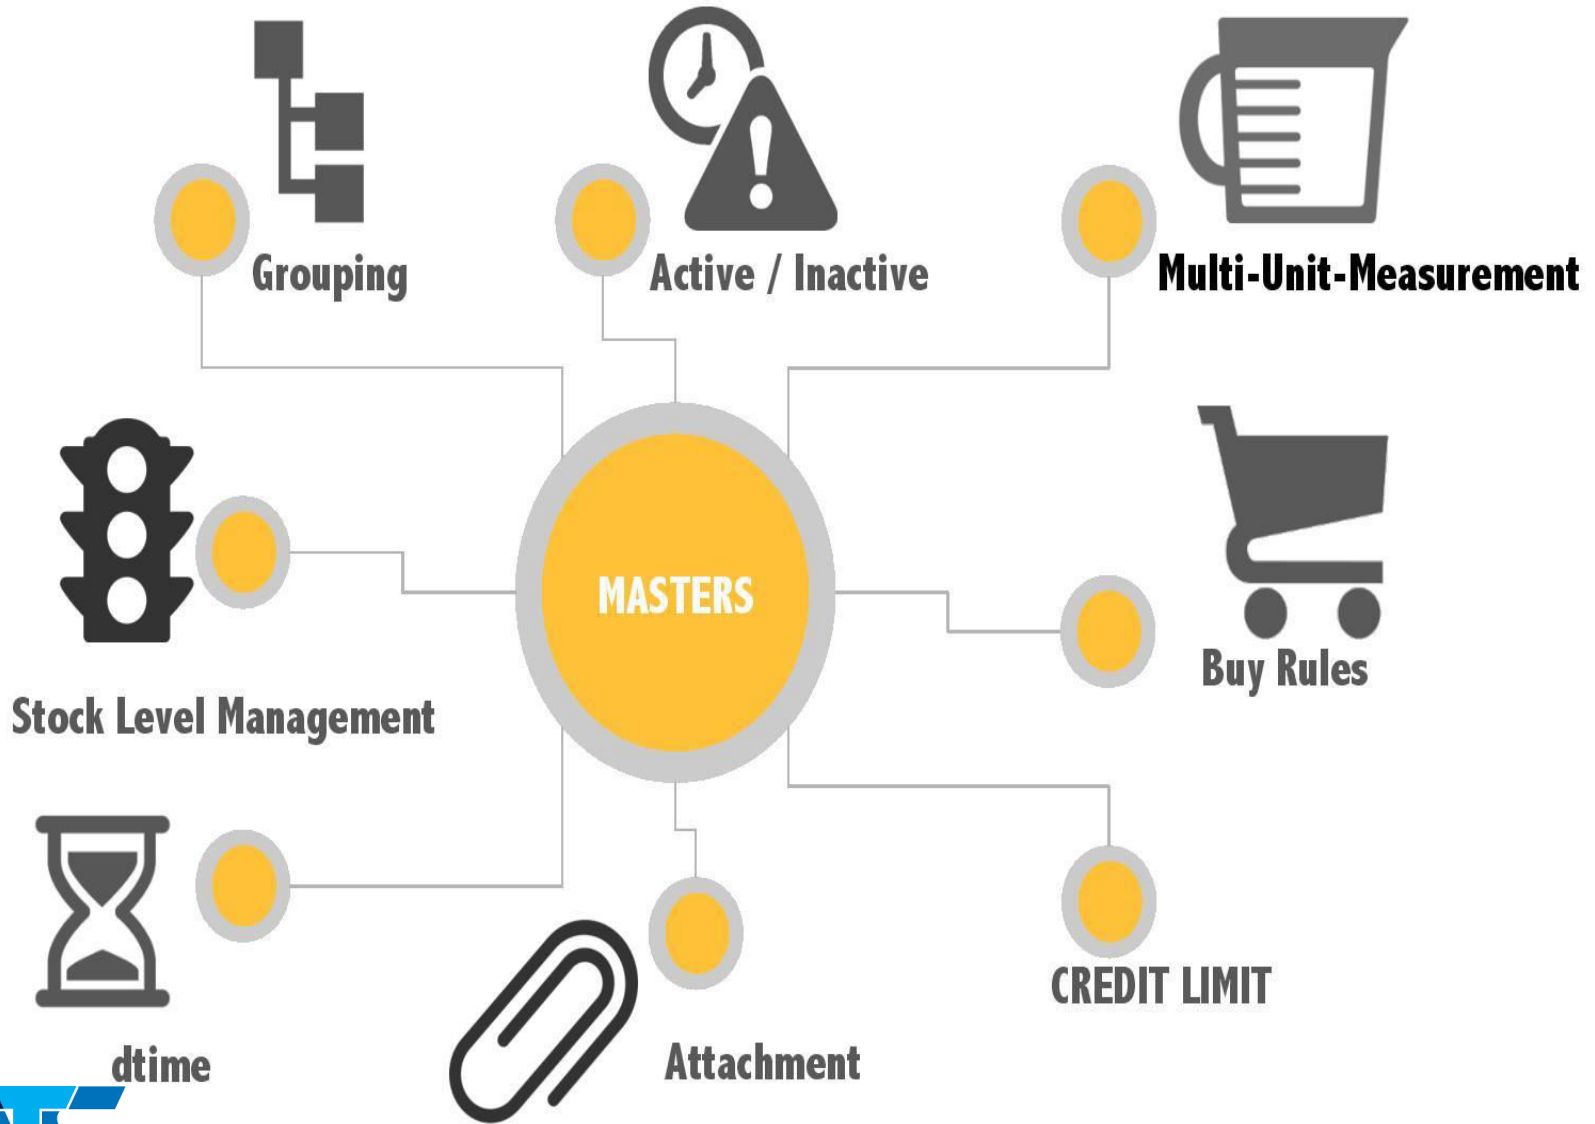 Grouping
Active / Inactive
Multi-Unit-Measurement
MASTERS
Buy Rules
Stock Level Management
CREDIT LIMIT
dtime
Attachment